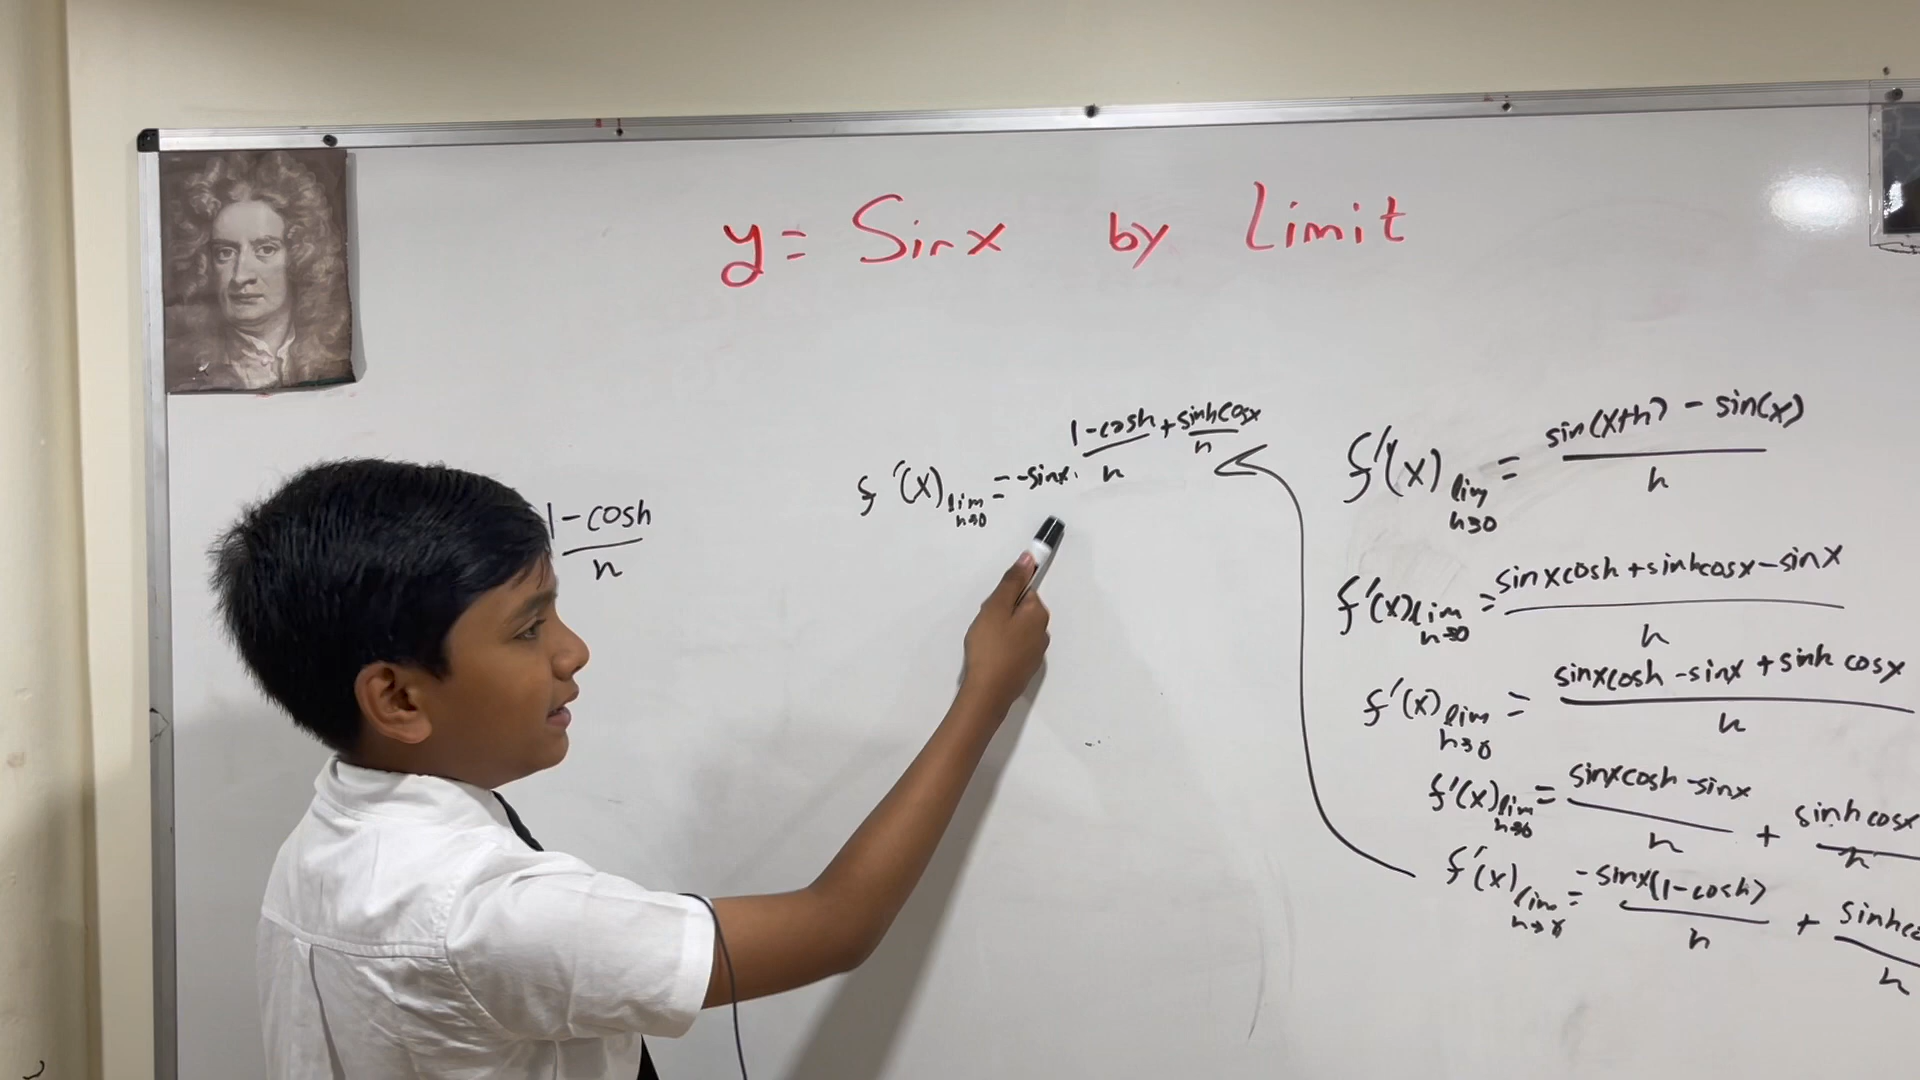 y = Sinx by Limit
f'(x) lim h→0 = sin(x+h) - sin(x) / h
f'(x) lim h→0 = sinxcosh + sinhcosx - sinx / h
f'(x) lim h→0 = sinxcosh - sinx + sinh cosx / h
f'(x) lim h→0 = sinxcosh - sinx / h + sinh cosx / h
f'(x) lim h→0 = -sinx(1-cosh) / h + sinhco / h
f'(x) lim h→0 = -sinx · 1-cosh / h + sinhcosx / h
1-cosh / h